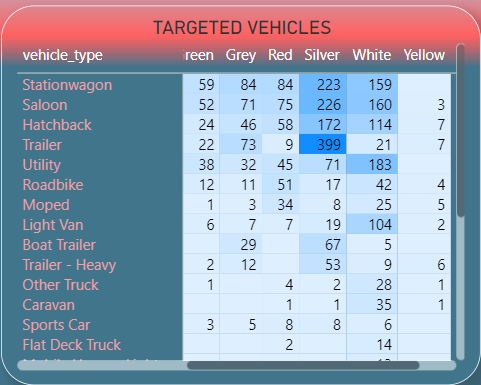 TARGETED VEHICLES
vehicle_type reen Grey Red Silver White Yellow
Stationwagon 59 84 84 223 159
Saloon 52 71 75 226 160 3
Hatchback 24 46 58 172 114 7
Trailer 22 73 9 399 21 7
Utility 38 32 45 71 183
Roadbike 12 11 51 17 42 4
Moped 1 3 34 8 25 5
Light Van 6 7 7 19 104 2
Boat Trailer 29 67 5
Trailer - Heavy 2 12 53 9 6
Other Truck 1 4 2 28 1
Caravan 1 1 35 1
Sports Car 3 5 8 8 6
Flat Deck Truck 2 14